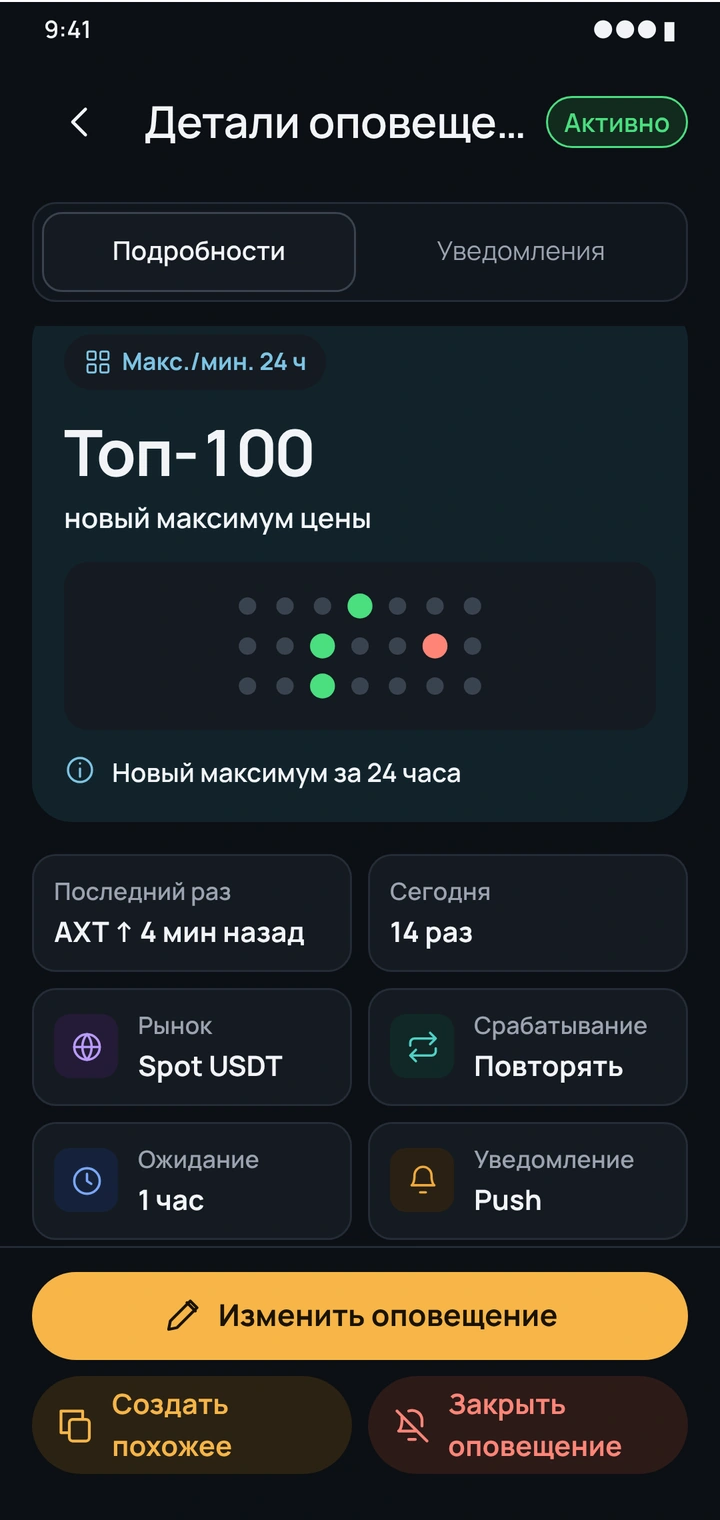 9:41
Детали оповеще...
Активно
Подробности
Уведомления
Макс./мин. 24 ч
Топ-100
новый максимум цены
Новый максимум за 24 часа
Последний раз
AXT ↑ 4 мин назад
Сегодня
14 раз
Рынок
Spot USDT
Срабатывание
Повторять
Ожидание
1 час
Уведомление
Push
Изменить оповещение
Создать
похожее
Закрыть
оповещение